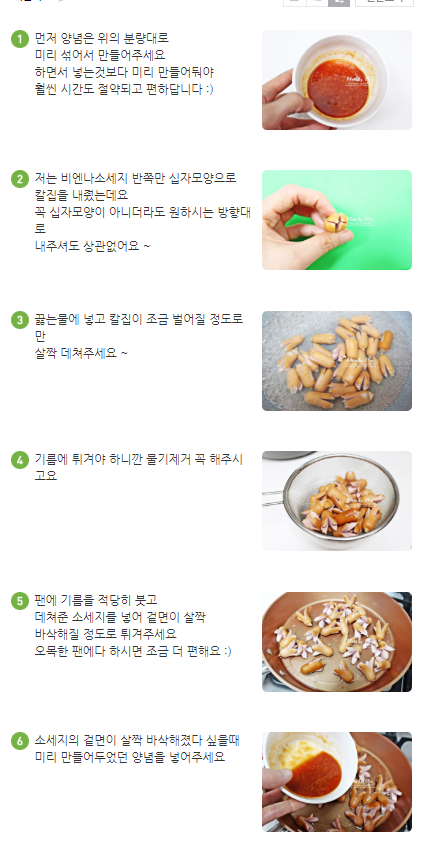 1
먼저 양념은 위의 분량대로
미리 섞어서 만들어주세요
하면서 넣는것보다 미리 만들어둬야
훨씬 시간도 절약되고 편하답니다 :)
2
저는 비엔나소세지 반쪽만 십자모양으로
칼집을 내줬는데요
꼭 십자모양이 아니더라도 원하시는 방향대
로
내주셔도 상관없어요 ~
3
끓는물에 넣고 칼집이 조금 벌어질 정도로
만
살짝 데쳐주세요 ~
4
기름에 튀겨야 하니깐 물기제거 꼭 해주시
고요
5
팬에 기름을 적당히 붓고
데쳐준 소세지를 넣어 겉면이 살짝
바삭해질 정도로 튀겨주세요
오목한 팬에다 하시면 조금 더 편해요 :)
6
소세지의 겉면이 살짝 바삭해졌다 싶을때
미리 만들어두었던 양념을 넣어주세요